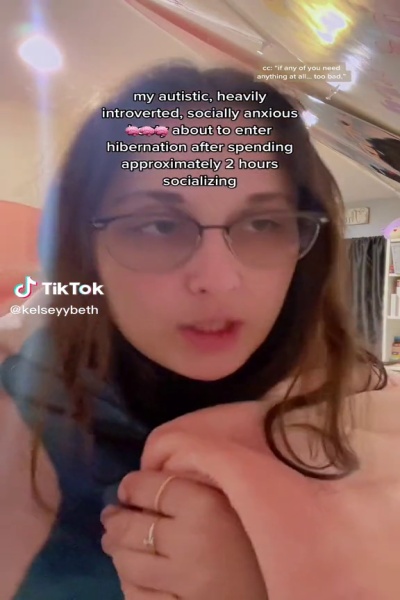 cc: "if any of you need
anything at all... too bad."
my autistic, heavily
introverted, socially anxious
about to enter
hibernation after spending
approximately 2 hours
socializing
TikTok
@kelseyybeth